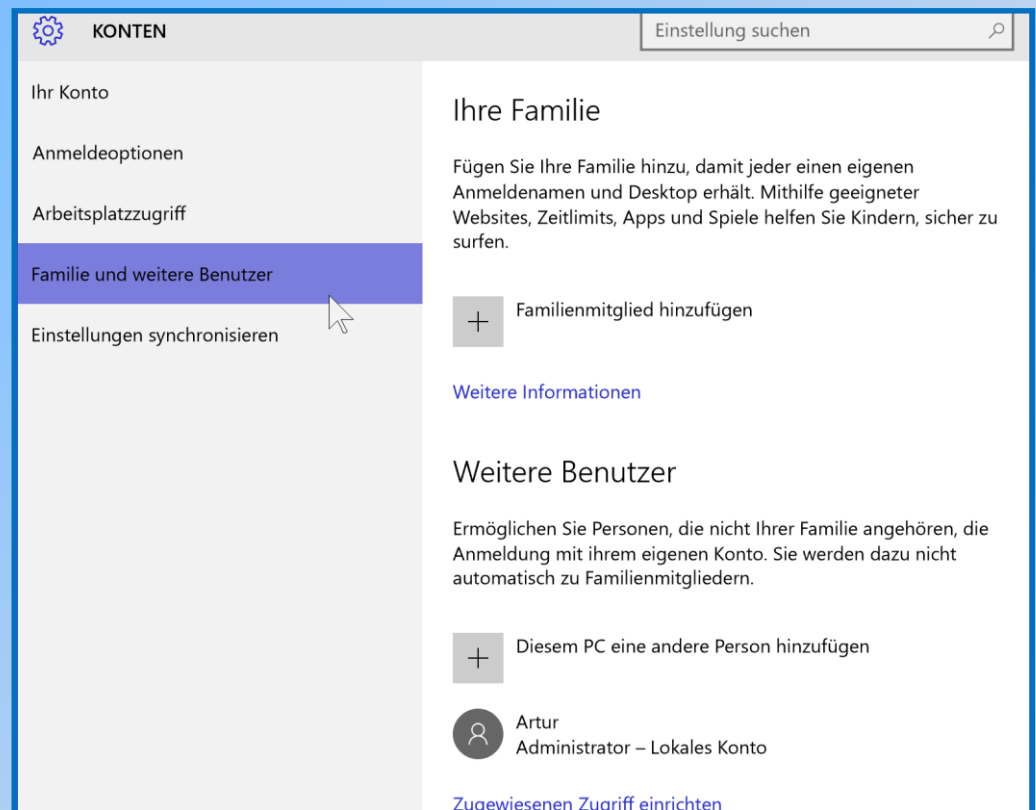 KONTEN
Einstellung suchen
Ihr Konto
Anmeldeoptionen
Arbeitsplatzzugriff
Familie und weitere Benutzer
Einstellungen synchronisieren
Ihre Familie
Fügen Sie Ihre Familie hinzu, damit jeder einen eigenen
Anmeldenamen und Desktop erhält. Mithilfe geeigneter
Websites, Zeitlimits, Apps und Spiele helfen Sie Kindern, sicher zu
surfen.
Familienmitglied hinzufügen
Weitere Informationen
Weitere Benutzer
Ermöglichen Sie Personen, die nicht Ihrer Familie angehören, die
Anmeldung mit ihrem eigenen Konto. Sie werden dazu nicht
automatisch zu Familienmitgliedern.
Diesem PC eine andere Person hinzufügen
Artur
Administrator – Lokales Konto
Zugewiesenen Zugriff einrichten